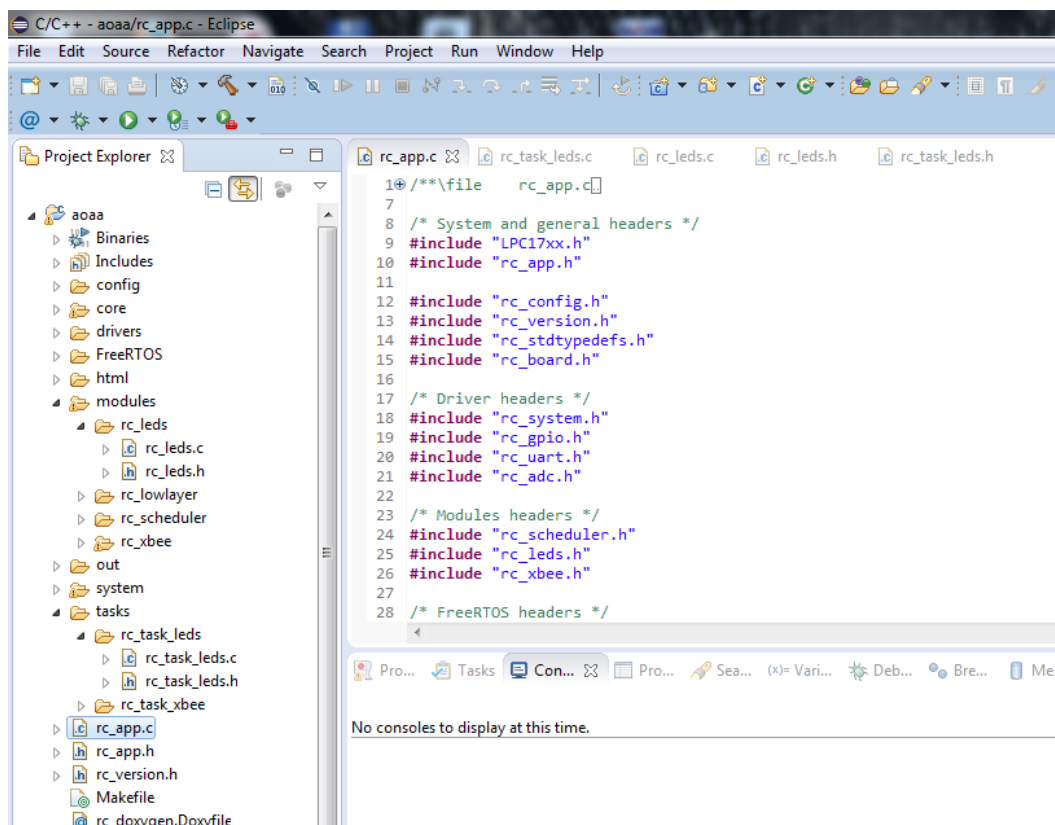 C/C++ - aoaa/rc_app.c - Eclipse
File Edit Source Refactor Navigate Search Project Run Window Help
Project Explorer
aoaa
Binaries
Includes
config
core
drivers
FreeRTOS
html
modules
rc_leds
rc_leds.c
rc_leds.h
rc_lowlayer
rc_scheduler
rc_xbee
out
system
tasks
rc_task_leds
rc_task_leds.c
rc_task_leds.h
rc_task_xbee
rc_app.c
rc_app.h
rc_version.h
Makefile
rc_doxygen.Doxyfile
rc_app.c rc_task_leds.c rc_leds.c rc_leds.h rc_task_leds.h
1 /**\file rc_app.c
7
8 /* System and general headers */
9 #include "LPC17xx.h"
10 #include "rc_app.h"
11
12 #include "rc_config.h"
13 #include "rc_version.h"
14 #include "rc_stdtypedefs.h"
15 #include "rc_board.h"
16
17 /* Driver headers */
18 #include "rc_system.h"
19 #include "rc_gpio.h"
20 #include "rc_uart.h"
21 #include "rc_adc.h"
22
23 /* Modules headers */
24 #include "rc_scheduler.h"
25 #include "rc_leds.h"
26 #include "rc_xbee.h"
27
28 /* FreeRTOS headers */
Pro... Tasks Con... Pro... Sea... (x)= Vari... Deb... Bre... Me
No consoles to display at this time.